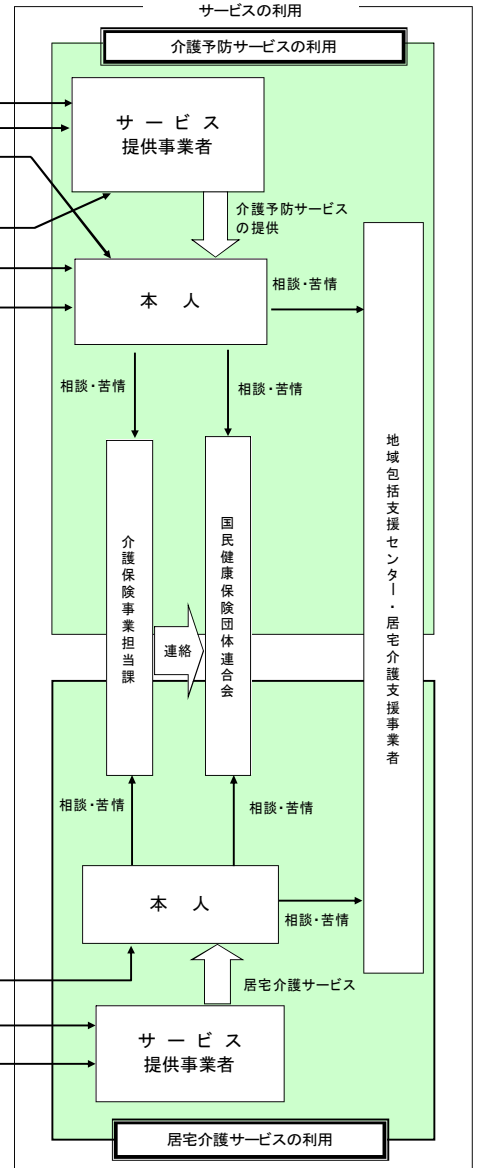 サービスの利用
介護予防サービスの利用
サ ー ビ ス
提供事業者
介護予防サービス
の提供
本 人
相談・苦情
相談・苦情
相談・苦情
介護保険事業担当課
国民健康保険団体連合会
地域包括支援センター・居宅介護支援事業者
連絡
相談・苦情
相談・苦情
本 人
相談・苦情
居宅介護サービス
サ ー ビ ス
提供事業者
居宅介護サービスの利用